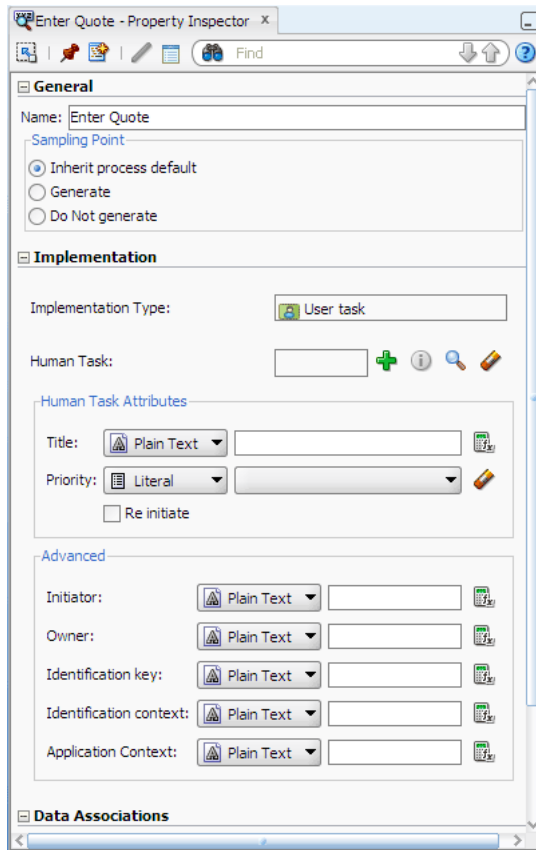 Enter Quote - Property Inspector x
Find
General
Name: Enter Quote
Sampling Point
Inherit process default
Generate
Do Not generate
Implementation
Implementation Type: User task
Human Task:
Human Task Attributes
Title: Plain Text
Priority: Literal
Re initiate
Advanced
Initiator: Plain Text
Owner: Plain Text
Identification key: Plain Text
Identification context: Plain Text
Application Context: Plain Text
Data Associations